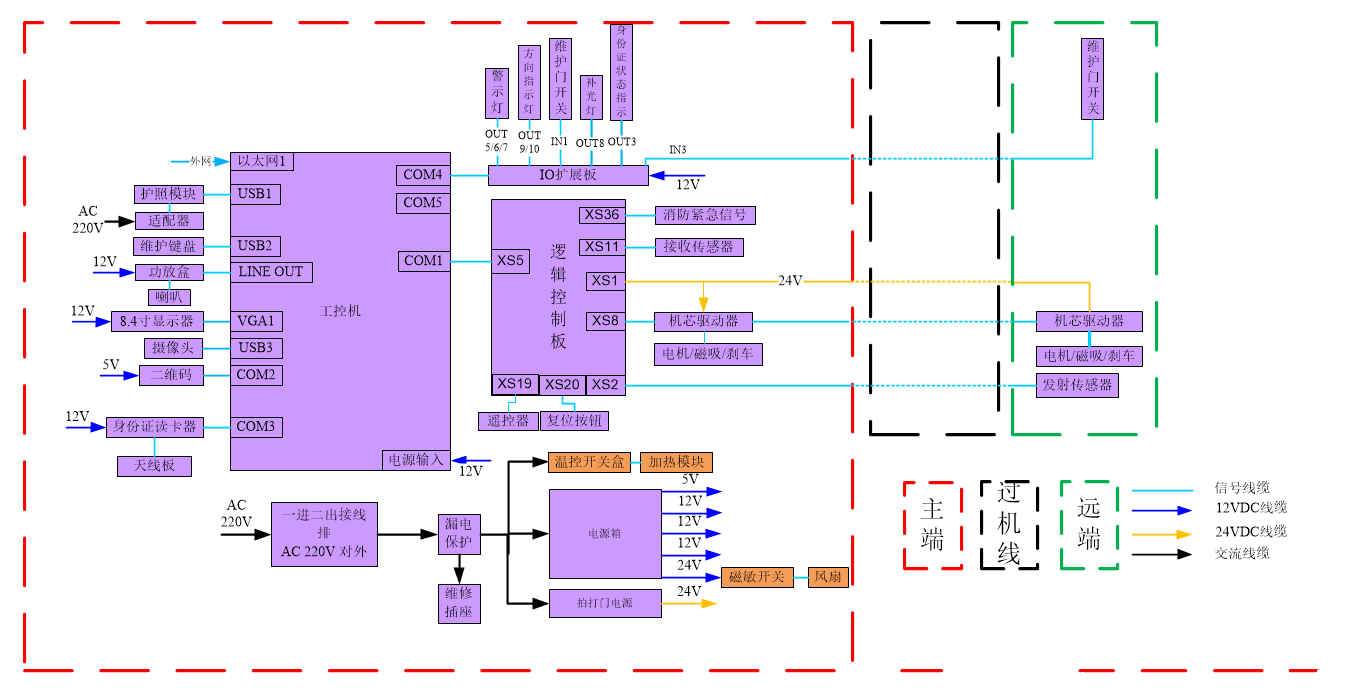 警示灯
方向指示灯
维护门开关
补光灯
身份证状态指示
维护门开关
OUT
5/6/7
OUT
9/10
IN1
OUT8
OUT3
IN3
外网
以太网1
COM4
IO扩展板
12V
护照模块
USB1
COM5
AC
220V
适配器
XS36
消防紧急信号
维护键盘
USB2
XS11
接收传感器
12V
功放盒
LINE OUT
COM1
XS5
逻辑控制板
XS1
24V
喇叭
工控机
12V
8.4寸显示器
VGA1
XS8
机芯驱动器
机芯驱动器
摄像头
USB3
电机/磁吸/刹车
电机/磁吸/刹车
5V
二维码
COM2
XS19
XS20
XS2
发射传感器
12V
身份证读卡器
COM3
遥控器
复位按钮
天线板
电源输入
12V
温控开关盒
加热模块
AC
220V
一进二出接线
排
AC 220V 对外
漏电
保护
电源箱
5V
12V
12V
12V
24V
磁敏开关
风扇
维修
插座
拍打门电源
24V
主端
过机线
远端
信号线缆
12VDC线缆
24VDC线缆
交流线缆